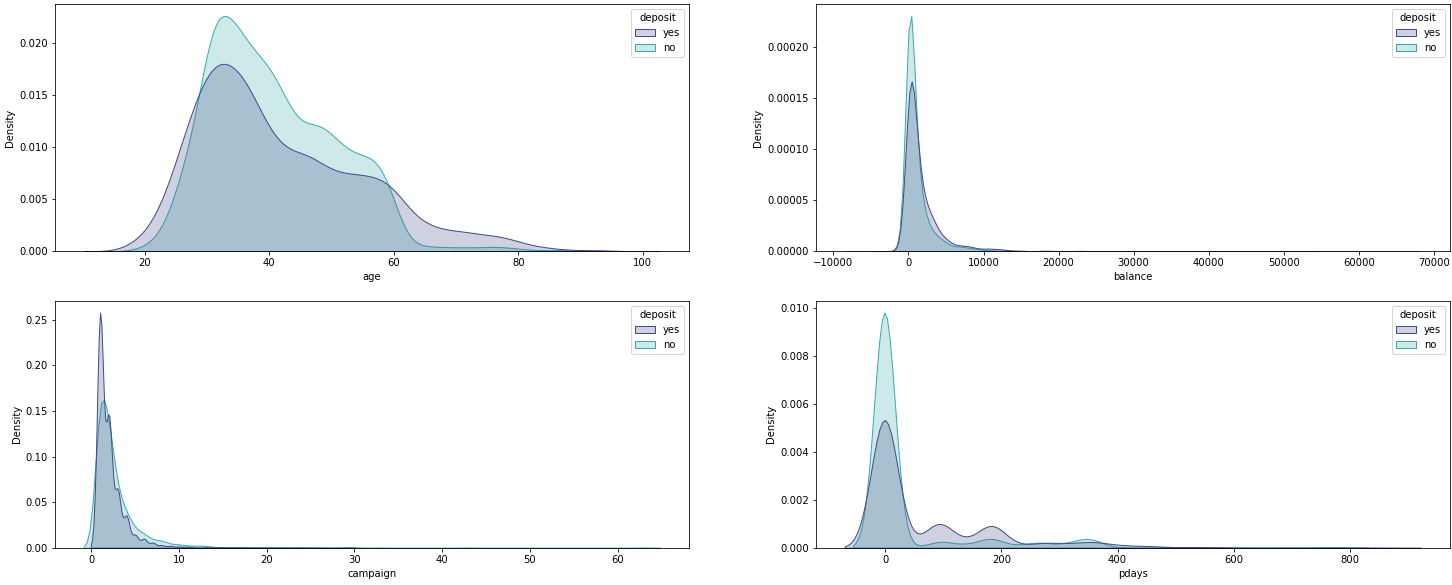 deposit
yes
no
0.020
0.015
0.010
0.005
0.000
Density
20 40 60 80 100
age
deposit
yes
no
0.00020
0.00015
0.00010
0.00005
0.00000
Density
−10000 0 10000 20000 30000 40000 50000 60000 70000
balance
deposit
yes
no
0.25
0.20
0.15
0.10
0.05
0.00
Density
0 10 20 30 40 50 60
campaign
deposit
yes
no
0.010
0.008
0.006
0.004
0.002
0.000
Density
0 200 400 600 800
pdays